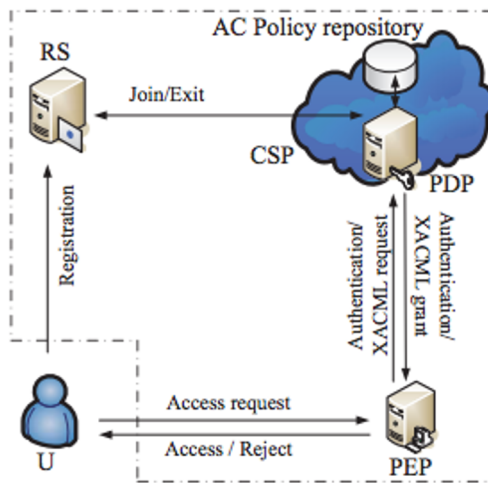 AC Policy repository
RS
Join/Exit
CSP
PDP
Registration
Authentication/
XACML request
Authentication/
XACML grant
Access request
Access / Reject
U
PEP